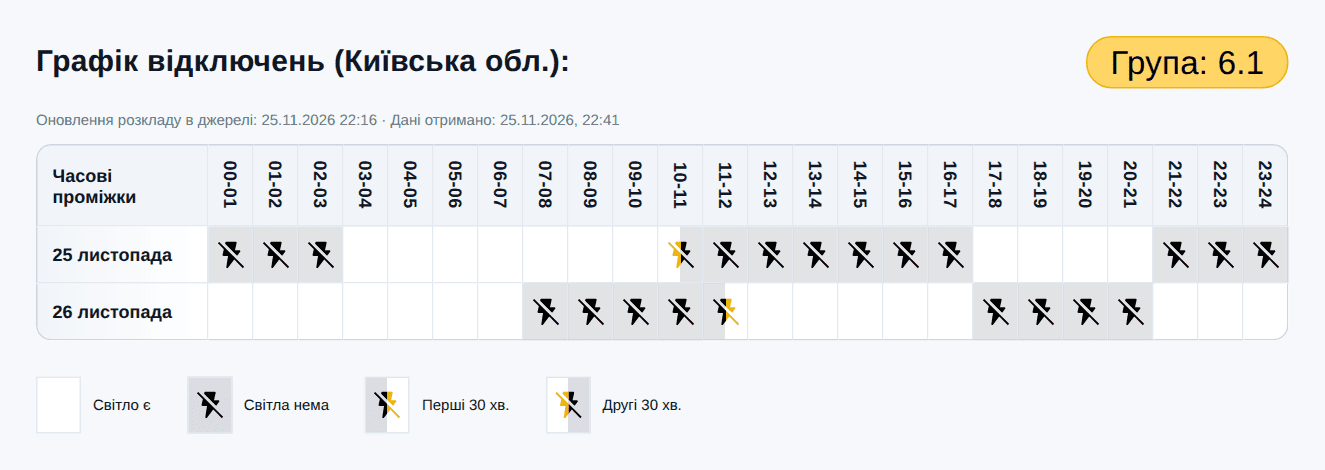 Графік відключень (Київська обл.):
Група: 6.1
Оновлення розкладу в джерелі: 25.11.2026 22:16 · Дані отримано: 25.11.2026, 22:41
Часові
проміжки
00-01
01-02
02-03
03-04
04-05
05-06
06-07
07-08
08-09
09-10
10-11
11-12
12-13
13-14
14-15
15-16
16-17
17-18
18-19
19-20
20-21
21-22
22-23
23-24
25 листопада
26 листопада
Світло є
Світла нема
Перші 30 хв.
Другі 30 хв.